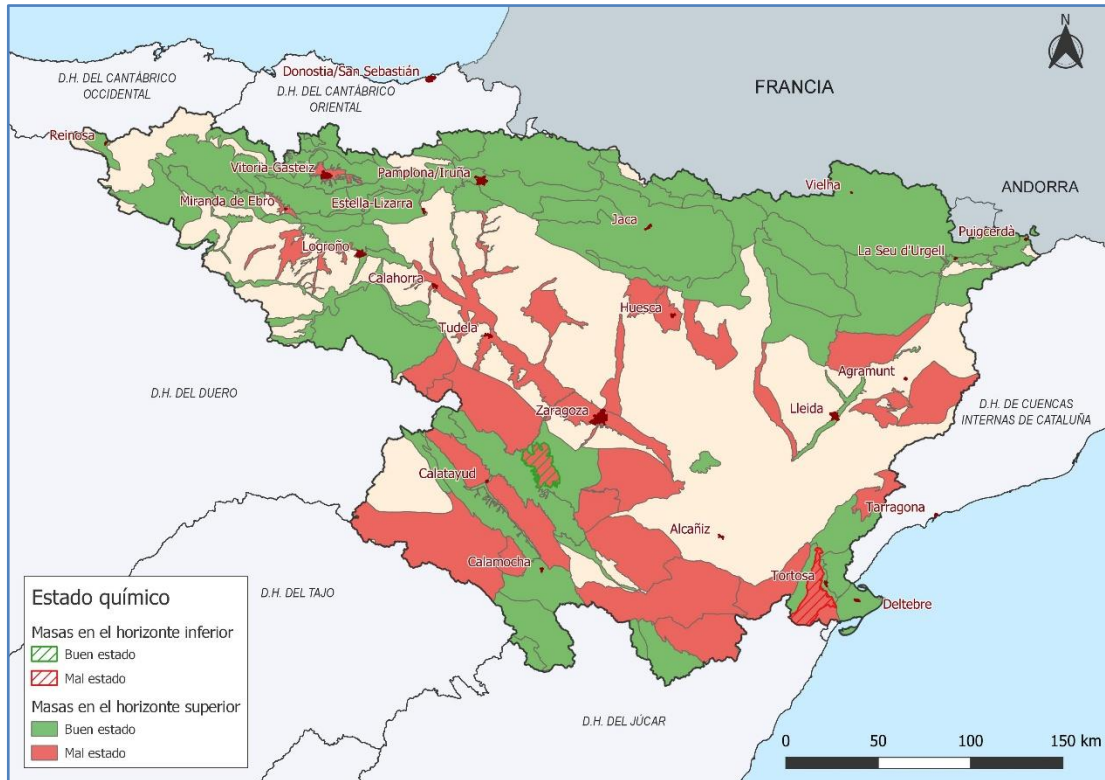 N
Donostia/San Sebastián
D.H. DEL CANTÁBRICO
OCCIDENTAL
D.H. DEL CANTÁBRICO
ORIENTAL
FRANCIA
Reinosa
Vitoria-Gasteiz
Pamplona/Iruña
Vielha
ANDORRA
Miranda de Ebro
Estella-Lizarra
Jaca
Puigcerdà
La Seu d'Urgell
Logroño
Calahorra
Huesca
Tudela
Agramunt
D.H. DEL DUERO
Zaragoza
Lleida
D.H. DE CUENCAS
INTERNAS DE CATALUÑA
Calatayud
Tarragona
Alcañiz
Calamocha
Tortosa
Deltebre
D.H. DEL TAJO
D.H. DEL JÚCAR
Estado químico
Masas en el horizonte inferior
Buen estado
Mal estado
Masas en el horizonte superior
Buen estado
Mal estado
0 50 100 150 km